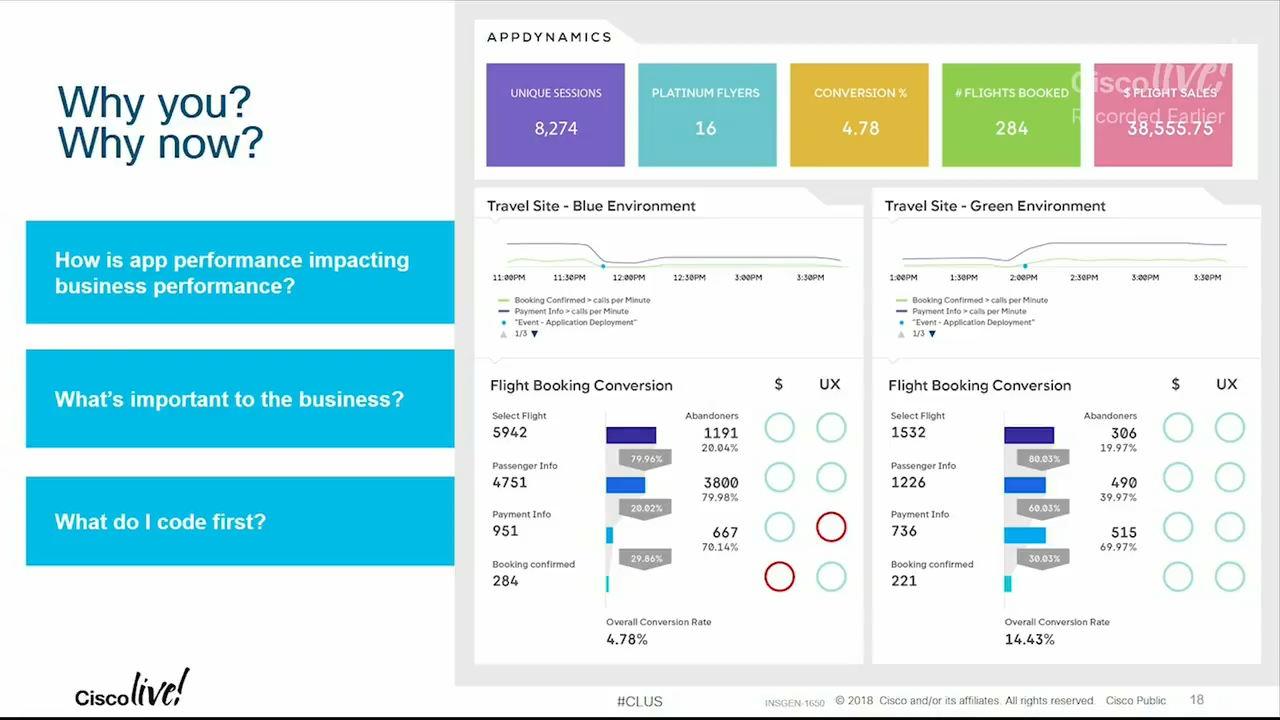 Why you?
Why now?
How is app performance impacting
business performance?
What's important to the business?
What do I code first?
APPDYNAMICS
UNIQUE SESSIONS
8,274
PLATINUM FLYERS
16
CONVERSION %
4.78
# FLIGHTS BOOKED
284
$ FLIGHT SALES
38,555.75
Cisco live!
Recorded Earlier
Travel Site - Blue Environment
11:00PM 11:30PM 12:00PM 12:30PM 3:00PM 3:30PM
Booking Confirmed > calls per Minute
Payment Info > calls per Minute
"Event - Application Deployment"
1/3
Flight Booking Conversion $ UX
Select Flight Abandoners
5942 1191
20.04%
79.96%
Passenger Info
4751 3800
79.98%
20.02%
Payment Info
951 667
70.14%
29.86%
Booking confirmed
284
Overall Conversion Rate
4.78%
Travel Site - Green Environment
1:00PM 1:30PM 2:00PM 2:30PM 3:00PM 3:30PM
Booking Confirmed > calls per Minute
Payment Info > calls per Minute
"Event - Application Deployment"
1/3
Flight Booking Conversion $ UX
Select Flight Abandoners
1532 306
19.97%
80.03%
Passenger Info
1226 490
39.97%
60.03%
Payment Info
736 515
69.97%
30.03%
Booking confirmed
221
Overall Conversion Rate
14.43%
Cisco live!
#CLUS INSGEN-1650 © 2018 Cisco and/or its affiliates. All rights reserved. Cisco Public 18